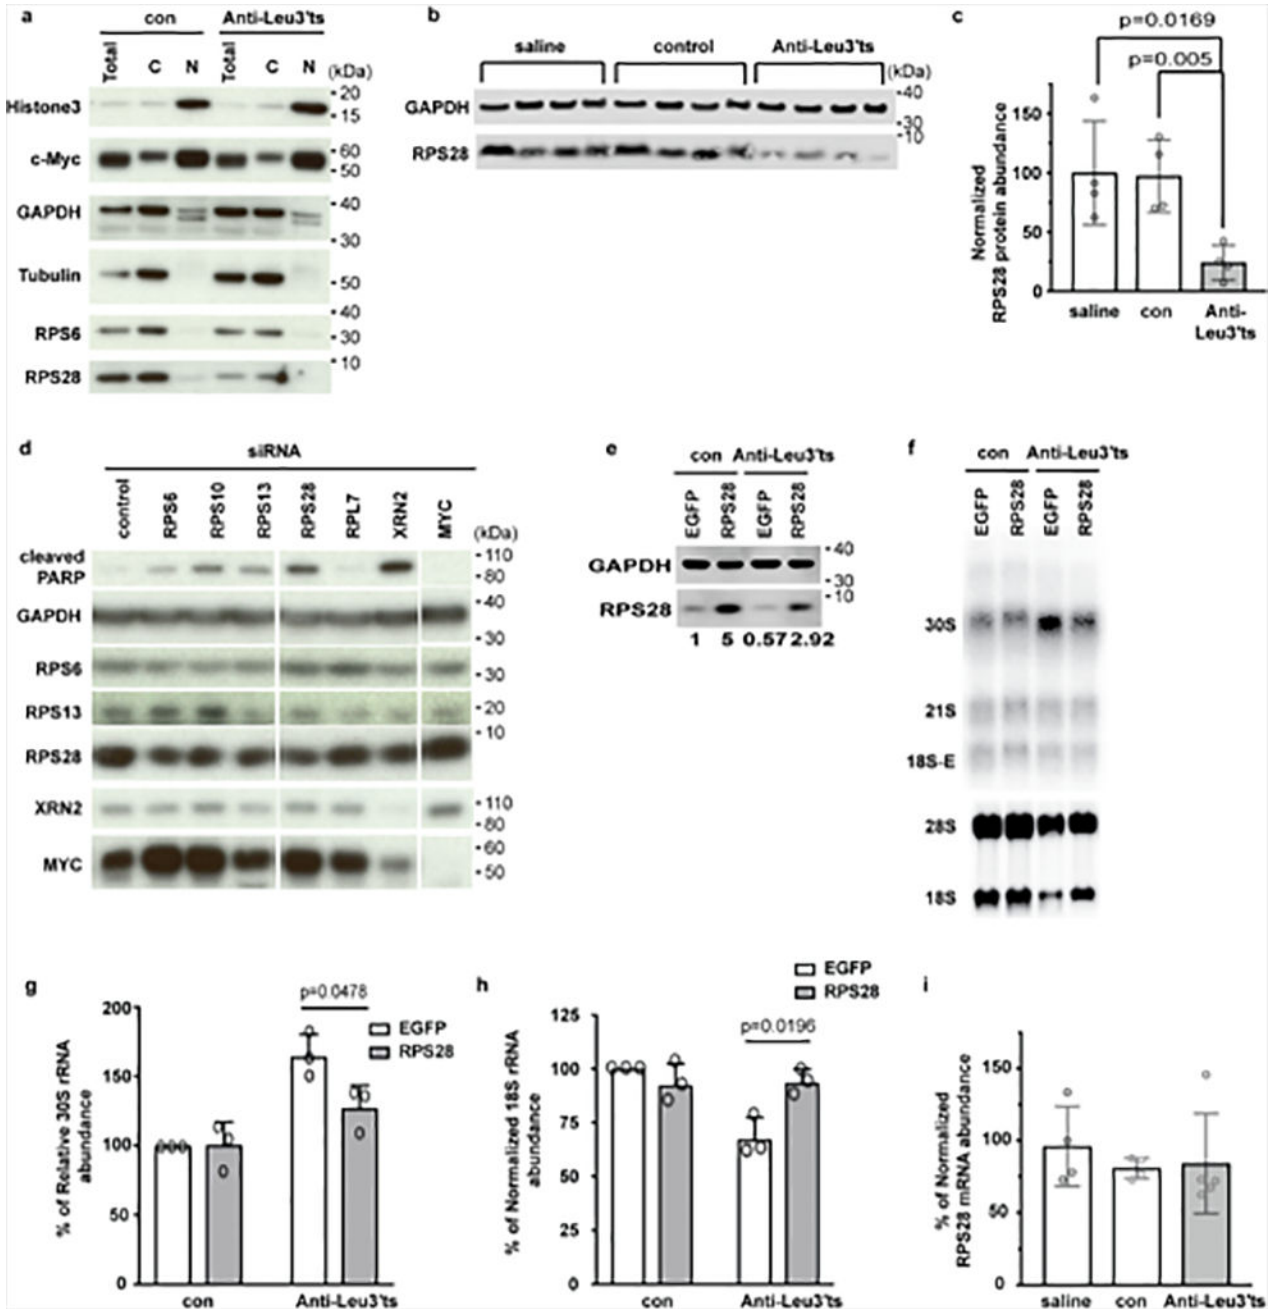 a
con Anti-Leu3'ts
Total C N Total C N (kDa)
Histone3
20
15
c-Myc
60
50
GAPDH
40
30
Tubulin
50
40
RPS6
30
RPS28
10
b
saline control Anti-Leu3'ts
(kDa)
GAPDH
40
30
RPS28
10
c
p=0.0169
p=0.005
Normalized
RPS28 protein abundance
150
100
50
0
saline con Anti-
Leu3'ts
d
siRNA
control RPS6 RPS10 RPS13 RPS28 RPL7 XRN2 MYC
(kDa)
cleaved
PARP
110
80
GAPDH
40
30
RPS6
30
RPS13
20
RPS28
10
XRN2
110
80
MYC
60
50
e
con Anti-Leu3'ts
EGFP RPS28 EGFP RPS28
GAPDH
40
30
RPS28
10
1 5 0.57 2.92
f
con Anti-Leu3'ts
EGFP RPS28 EGFP RPS28
30S
21S
18S-E
28S
18S
g
% of Relative 30S rRNA
abundance
200
150
100
50
0
p=0.0478
EGFP
RPS28
con Anti-Leu3'ts
h
% of Normalized 18S rRNA
abundance
125
100
75
50
25
0
EGFP
RPS28
p=0.0196
con Anti-Leu3'ts
i
% of Normalized
RPS28 mRNA abundance
150
100
50
0
saline con Anti-Leu3'ts